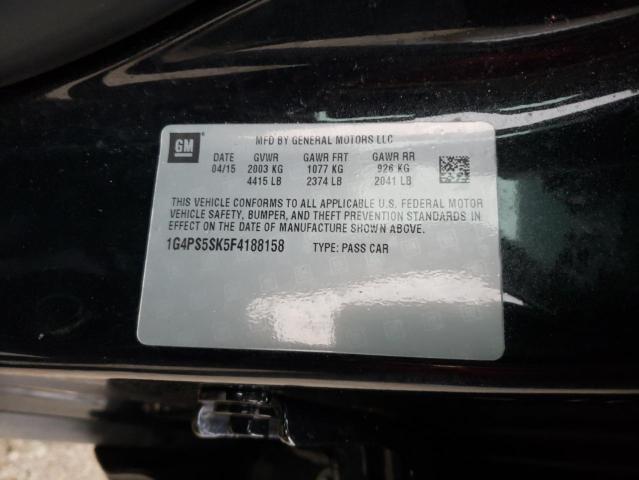 GM
MFD BY GENERAL MOTORS LLC
DATE GVWR GAWR FRT GAWR RR
04/15 2003 KG 1077 KG 926 KG
4415 LB 2374 LB 2041 LB
THIS VEHICLE CONFORMS TO ALL APPLICABLE U.S. FEDERAL MOTOR
VEHICLE SAFETY, BUMPER, AND THEFT PREVENTION STANDARDS IN
EFFECT ON THE DATE OF MANUFACTURE SHOWN ABOVE.
1G4PS5SK5F4188158 TYPE: PASS CAR